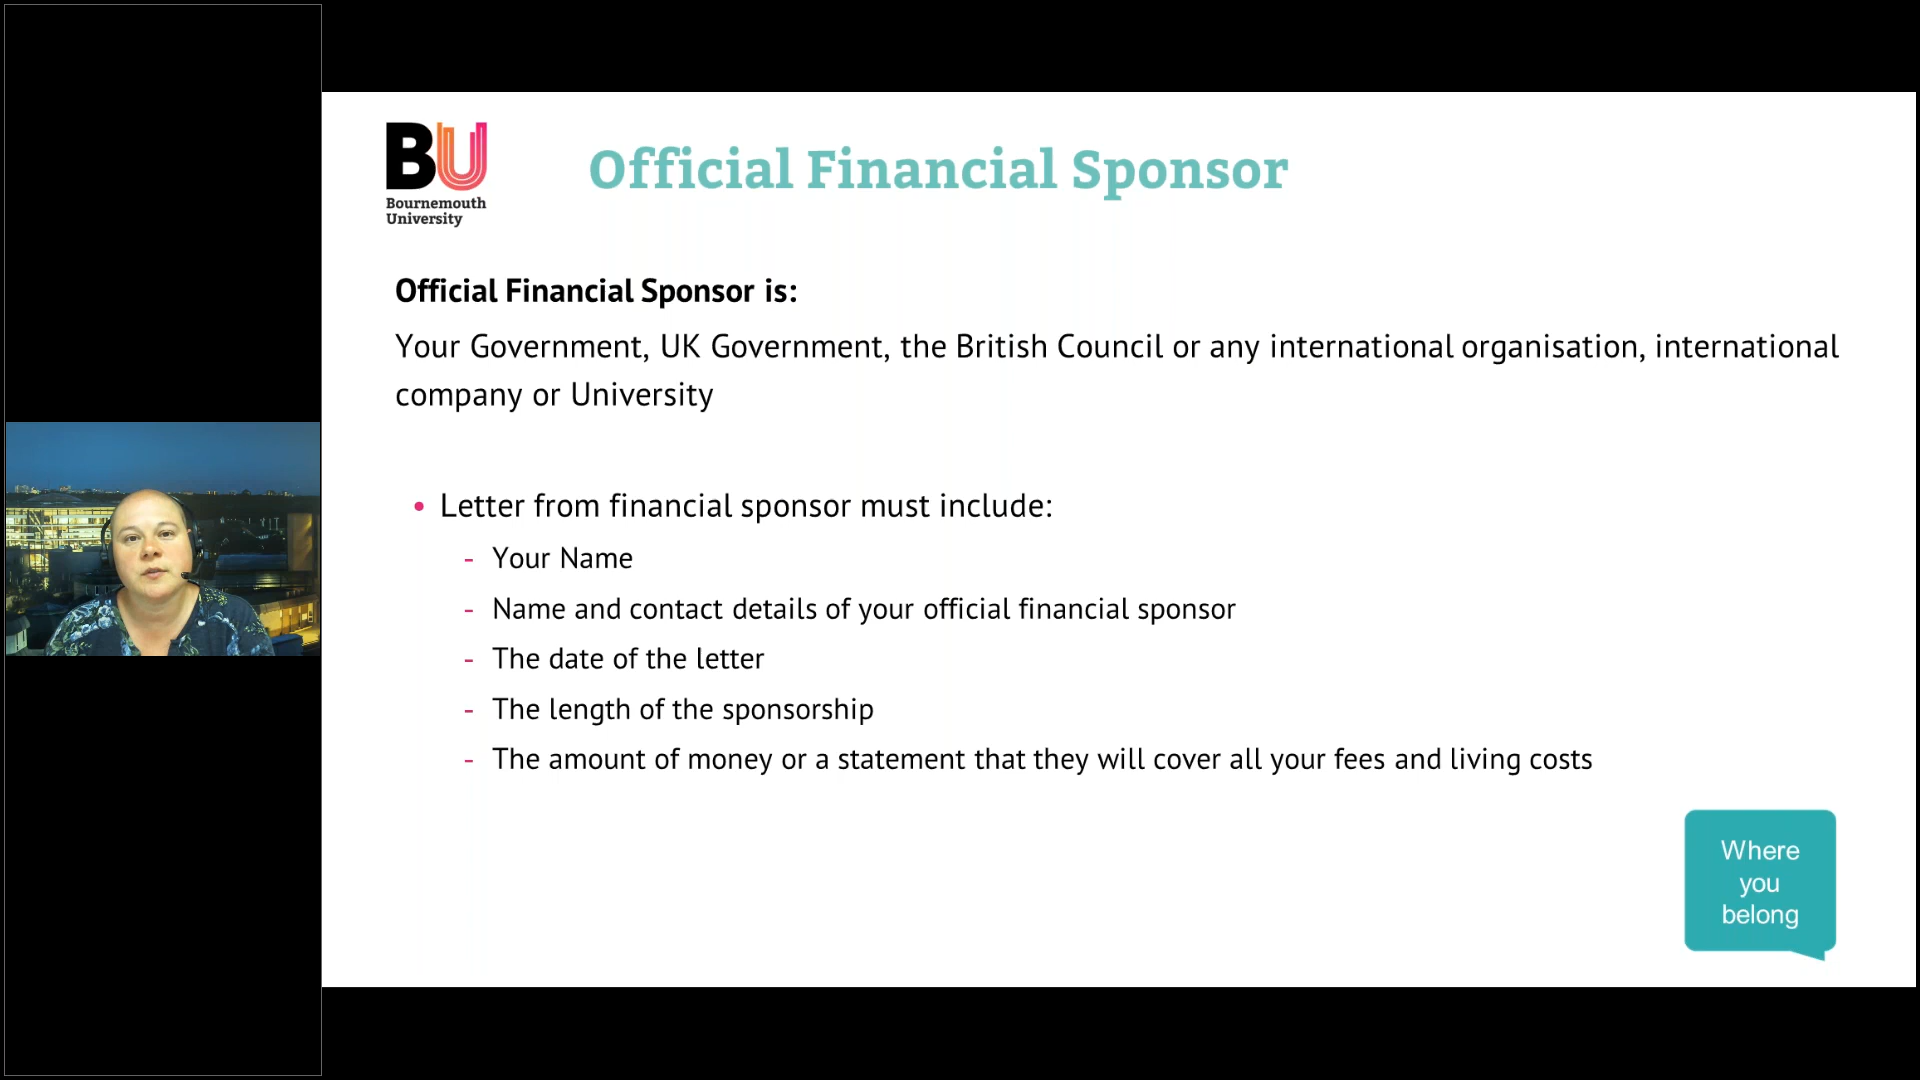 BU
Bournemouth
University
Official Financial Sponsor
Official Financial Sponsor is:
Your Government, UK Government, the British Council or any international organisation, international
company or University
• Letter from financial sponsor must include:
- Your Name
- Name and contact details of your official financial sponsor
- The date of the letter
- The length of the sponsorship
- The amount of money or a statement that they will cover all your fees and living costs
Where
you
belong